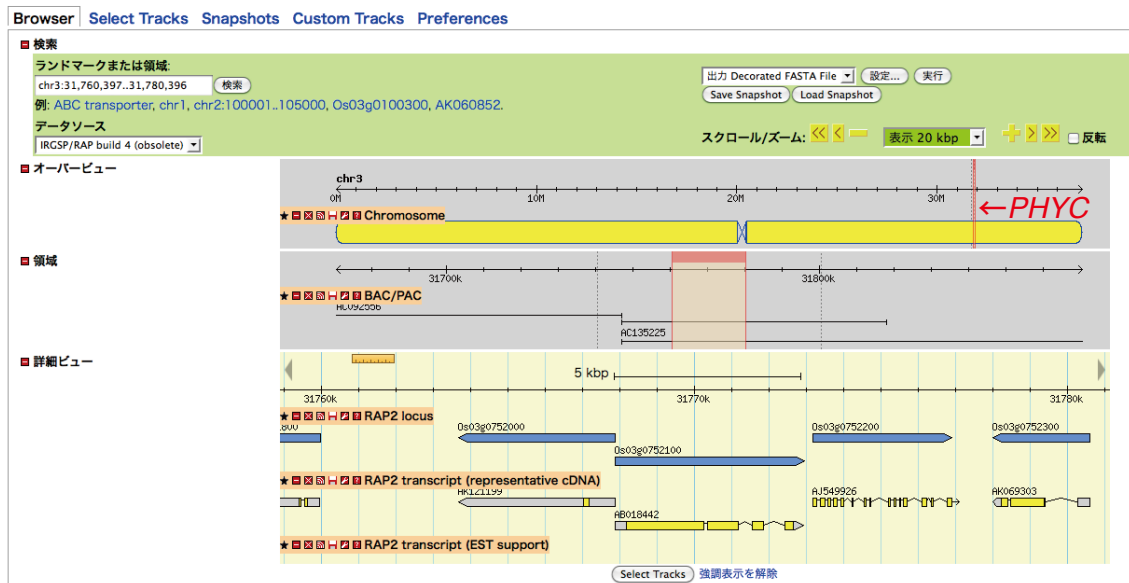 Browser Select Tracks Snapshots Custom Tracks Preferences
検索
ランドマークまたは領域:
chr3:31,760,397..31,780,396 検索
例: ABC transporter, chr1, chr2:100001..105000, Os03g0100300, AK060852.
データソース
IRGSP/RAP build 4 (obsolete)
出力 Decorated FASTA File 設定... 実行
Save Snapshot Load Snapshot
スクロール/ズーム: 表示 20 kbp 反転
オーバービュー
chr3
0M 10M 20M 30M
←PHYC
Chromosome
領域
31700k 31800k
BAC/PAC
AC092556
AC135225
詳細ビュー
5 kbp
31760k 31770k 31780k
RAP2 locus
Os03g0752000 Os03g0752200 Os03g0752300
Os03g0752100
RAP2 transcript (representative cDNA)
AK121199 AJ549926 AK069303
AB018442
RAP2 transcript (EST support)
Select Tracks 強調表示を解除